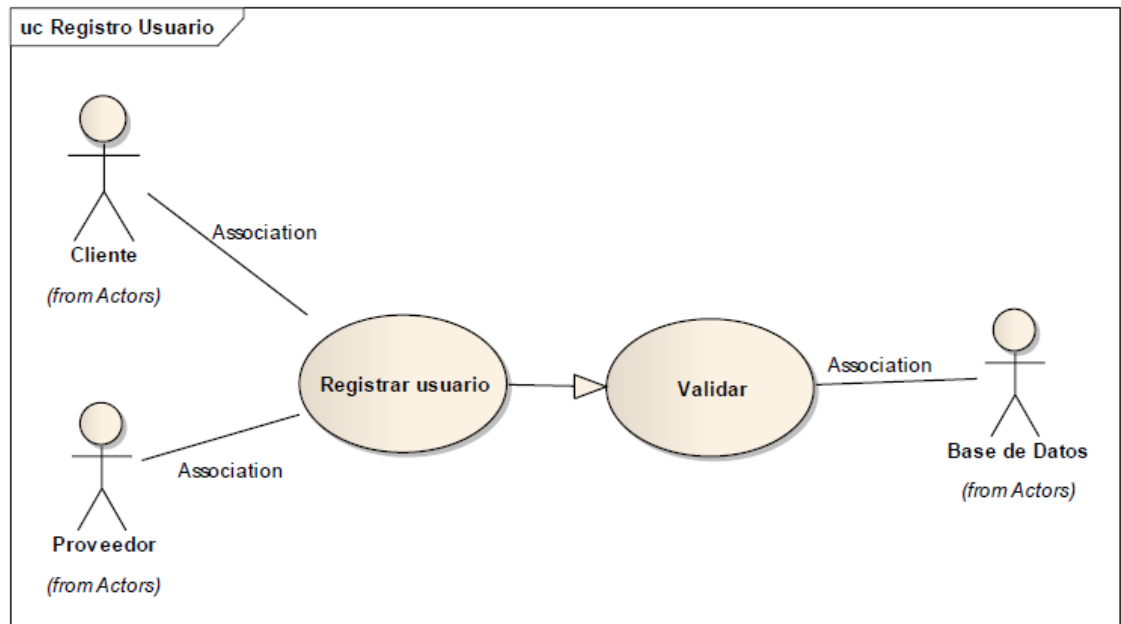 uc Registro Usuario
Cliente
(from Actors)
Association
Registrar usuario
Validar
Association
Base de Datos
(from Actors)
Association
Proveedor
(from Actors)